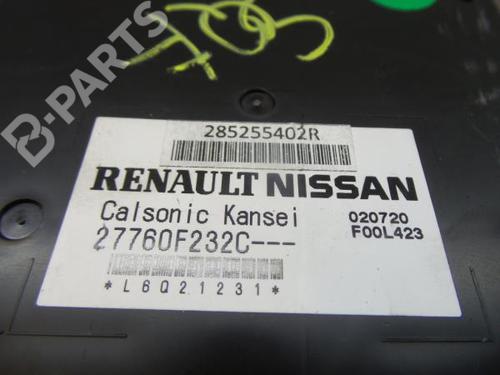 B-PARTS
285255402R
RENAULT NISSAN
Calsonic Kansei
020720
27760F232C---
F00L423
*L6Q21231*